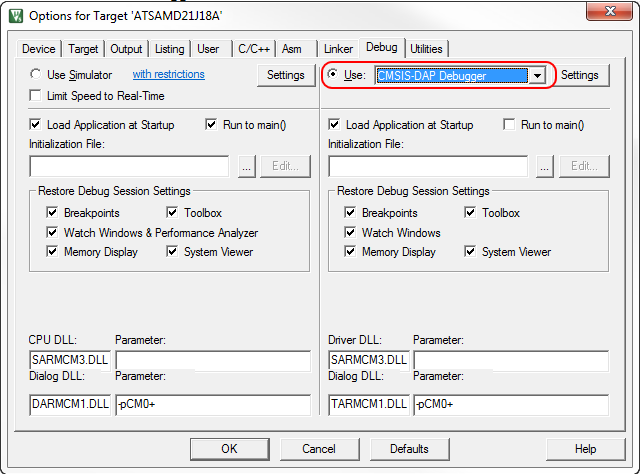 Options for Target 'ATSAMD21J18A'
Device Target Output Listing User C/C++ Asm Linker Debug Utilities
Use Simulator with restrictions Settings Use: CMSIS-DAP Debugger Settings
Limit Speed to Real-Time
Load Application at Startup Run to main() Load Application at Startup Run to main()
Initialization File: Initialization File:
... Edit... ... Edit...
Restore Debug Session Settings Restore Debug Session Settings
Breakpoints Toolbox Breakpoints Toolbox
Watch Windows & Performance Analyzer Watch Windows
Memory Display System Viewer Memory Display System Viewer
CPU DLL: Parameter: Driver DLL: Parameter:
SARMCM3.DLL SARMCM3.DLL
Dialog DLL: Parameter: Dialog DLL: Parameter:
DARMCM1.DLL -pCM0+ TARMCM1.DLL -pCM0+
OK Cancel Defaults Help